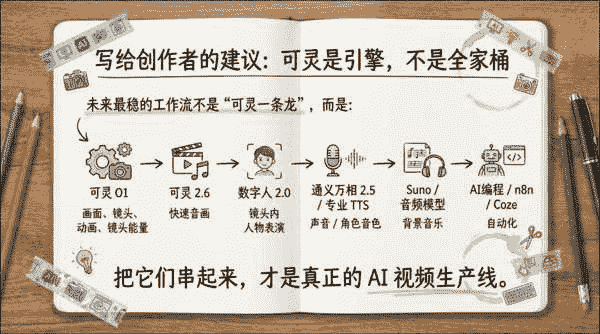 写给创作者的建议：可灵是引擎，不是全家桶
未来最稳的工作流不是“可灵一条龙”，而是：
可灵 O1
画面、镜头、
动画、镜头能量
可灵 2.6
快速音画
数字人 2.0
镜头内
人物表演
通义万相 2.5
/ 专业 TTS
声音 / 角色音色
Suno /
音频模型
背景音乐
AI编程 / n8n
/ Coze
自动化
把它们串起来，才是真正的 AI 视频生产线。